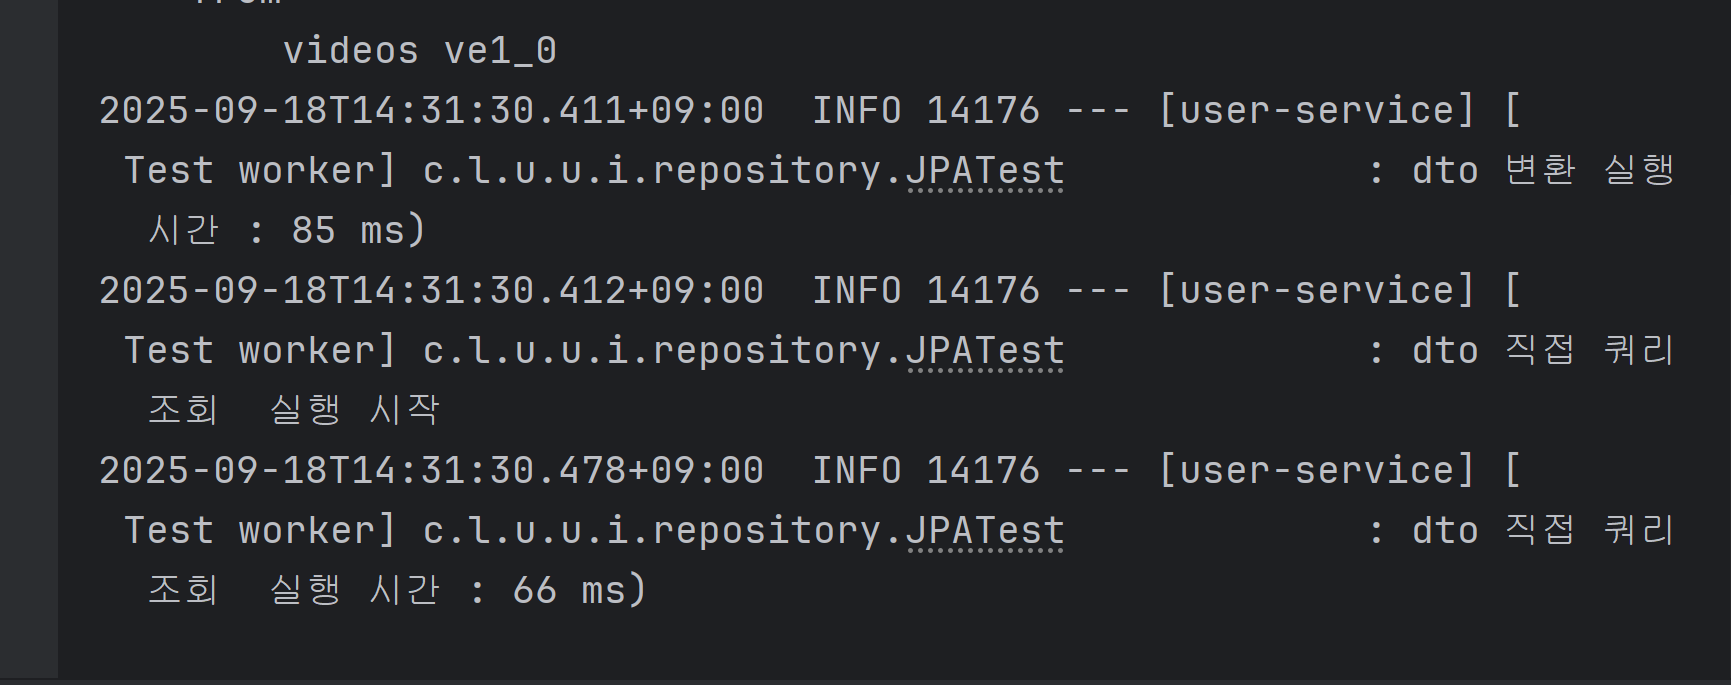 videos ve1_0
2025-09-18T14:31:30.411+09:00  INFO 14176 --- [user-service] [
Test worker] c.l.u.u.i.repository.JPATest             : dto 변환 실행
시간 : 85 ms)
2025-09-18T14:31:30.412+09:00  INFO 14176 --- [user-service] [
Test worker] c.l.u.u.i.repository.JPATest             : dto 직접 쿼리
조회  실행 시작
2025-09-18T14:31:30.478+09:00  INFO 14176 --- [user-service] [
Test worker] c.l.u.u.i.repository.JPATest             : dto 직접 쿼리
조회  실행 시간 : 66 ms)